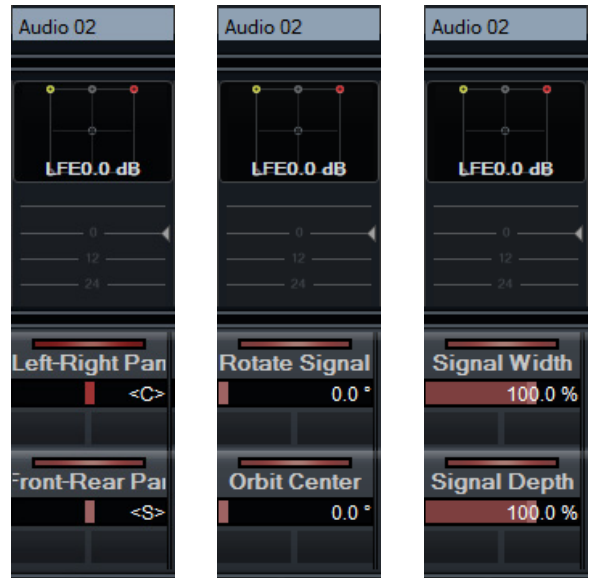 Audio 02
LFE0.0 dB
0
12
24
Left-Right Pan
<C>
Front-Rear Pa
<S>
Audio 02
LFE0.0 dB
0
12
24
Rotate Signal
0.0 °
Orbit Center
0.0 °
Audio 02
LFE0.0 dB
0
12
24
Signal Width
100.0 %
Signal Depth
100.0 %